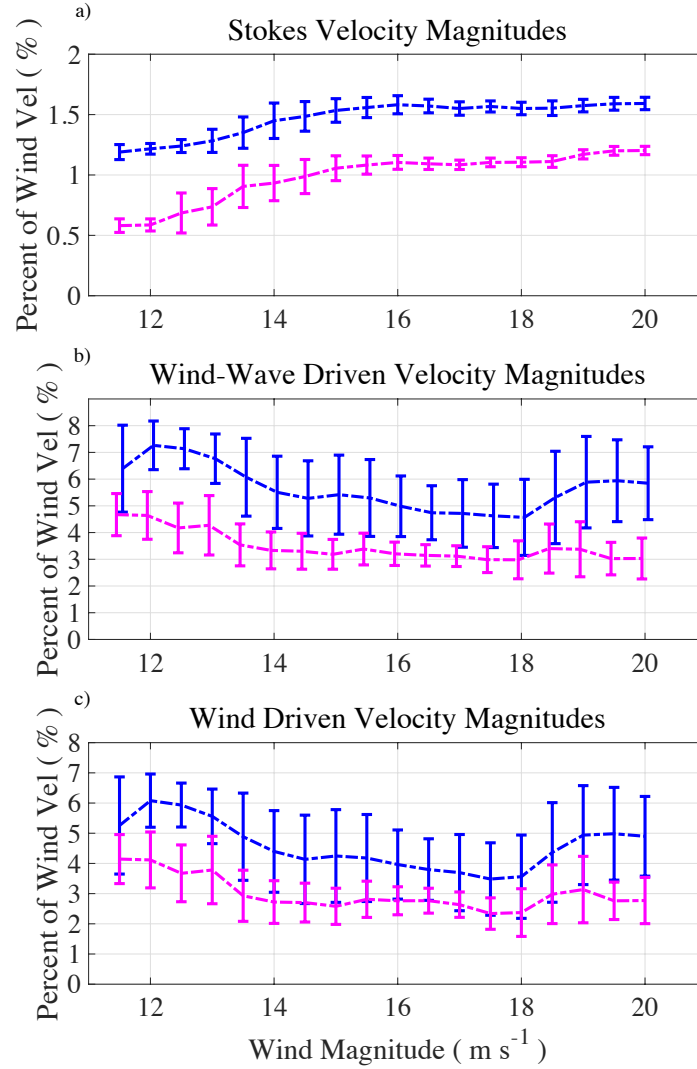 a)
Stokes Velocity Magnitudes
Percent of Wind Vel ( % )
2
1.5
1
0.5
0
12 14 16 18 20
b)
Wind-Wave Driven Velocity Magnitudes
Percent of Wind Vel ( % )
8
7
6
5
4
3
2
1
0
12 14 16 18 20
c)
Wind Driven Velocity Magnitudes
Percent of Wind Vel ( % )
8
7
6
5
4
3
2
1
0
12 14 16 18 20
Wind Magnitude ( m s⁻¹ )